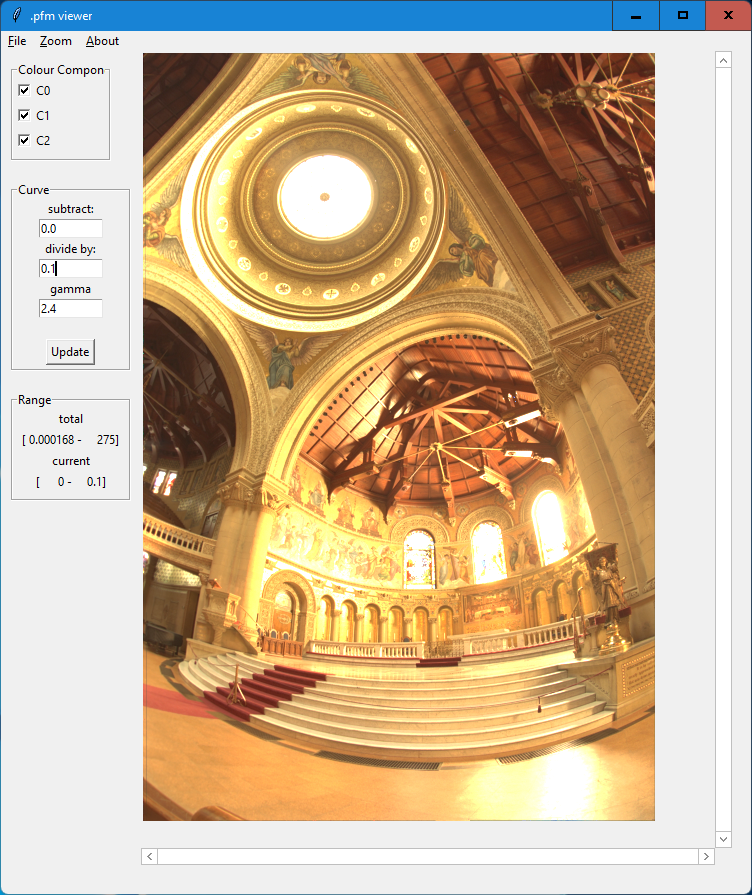 .pfm viewer
File Zoom About
Colour Compon
C0
C1
C2
Curve
subtract:
0.0
divide by:
0.1
gamma
2.4
Update
Range
total
[ 0.000168 - 275]
current
[ 0 - 0.1]